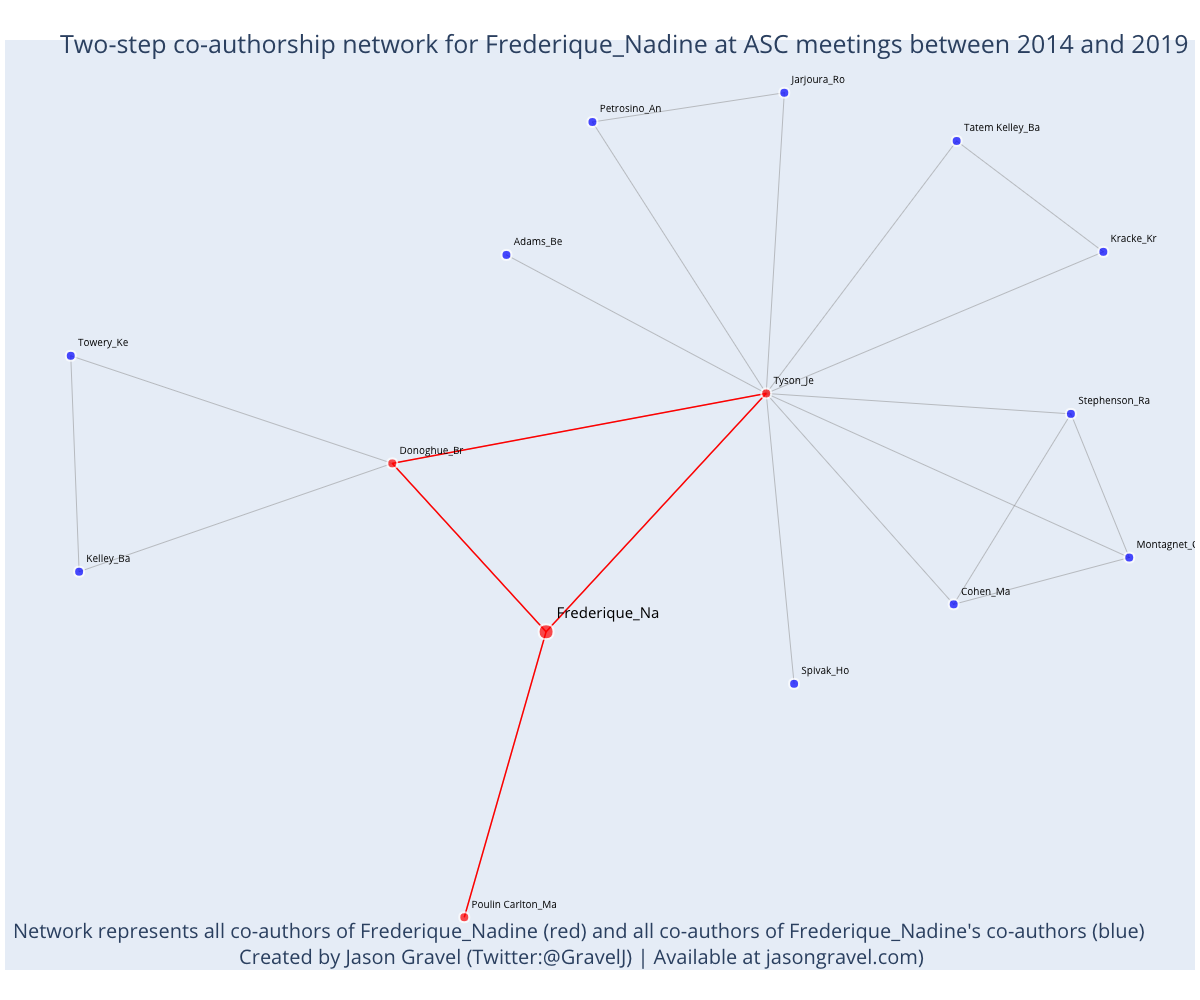 Two-step co-authorship network for Frederique_Nadine at ASC meetings between 2014 and 2019
Jarjoura_Ro
Petrosino_An
Tatem Kelley_Ba
Kracke_Kr
Adams_Be
Towery_Ke
Tyson_Je
Stephenson_Ra
Donoghue_Br
Montagnet_
Kelley_Ba
Cohen_Ma
Frederique_Na
Spivak_Ho
Poulin Carlton_Ma
Network represents all co-authors of Frederique_Nadine (red) and all co-authors of Frederique_Nadine's co-authors (blue)
Created by Jason Gravel (Twitter:@GravelJ) | Available at jasongravel.com)